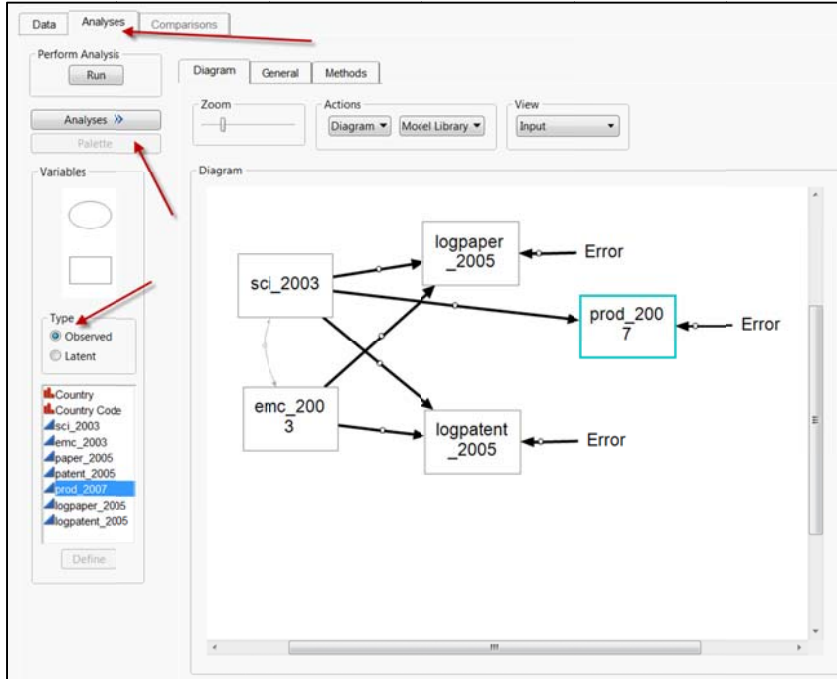 Data
Analyses
Comparisons
Perform Analysis
Run
Analyses »
Palette
Variables
Type
Observed
Latent
Country
Country Code
sci_2003
emc_2003
paper_2005
patent_2005
prod_2007
logpaper_2005
logpatent_2005
Define
Diagram
General
Methods
Zoom
Actions
Diagram
Mocel Library
View
Input
Diagram
logpaper
_2005
Error
sci_2003
prod_200
7
Error
emc_200
3
logpatent
_2005
Error